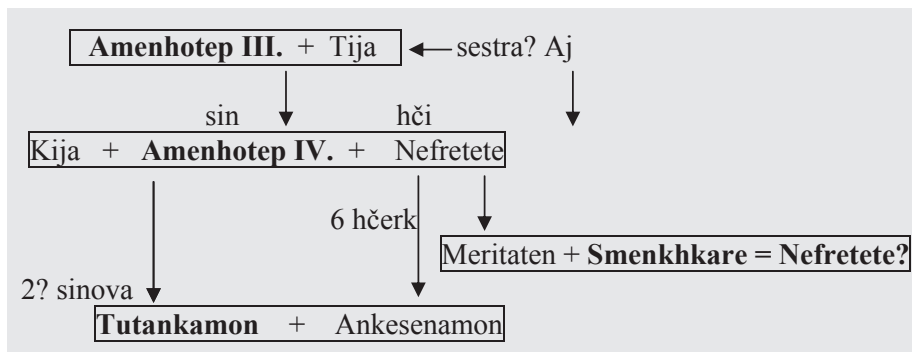 Amenhotep III. + Tija
sestra? Aj
sin hči
Kija + Amenhotep IV. + Nefretete
6 hčerk
Meritaten + Smenkhkare = Nefretete?
2? sinova
Tutankamon + Ankesenamon